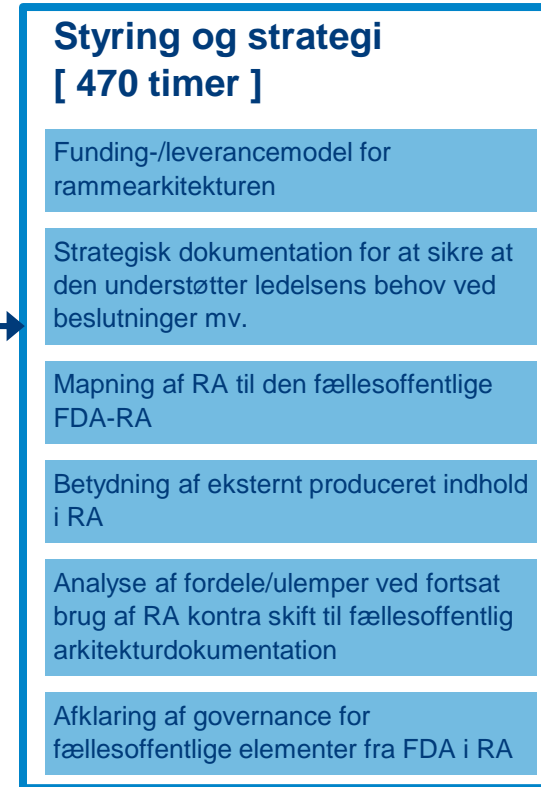 Styring og strategi
[ 470 timer ]
Funding-/leverancemodel for
rammearkitekturen
Strategisk dokumentation for at sikre at
den understøtter ledelsens behov ved
beslutninger mv.
Mapning af RA til den fællesoffentlige
FDA-RA
Betydning af eksternt produceret indhold
i RA
Analyse af fordele/ulemper ved fortsat
brug af RA kontra skift til fællesoffentlig
arkitekturdokumentation
Afklaring af governance for
fællesoffentlige elementer fra FDA i RA